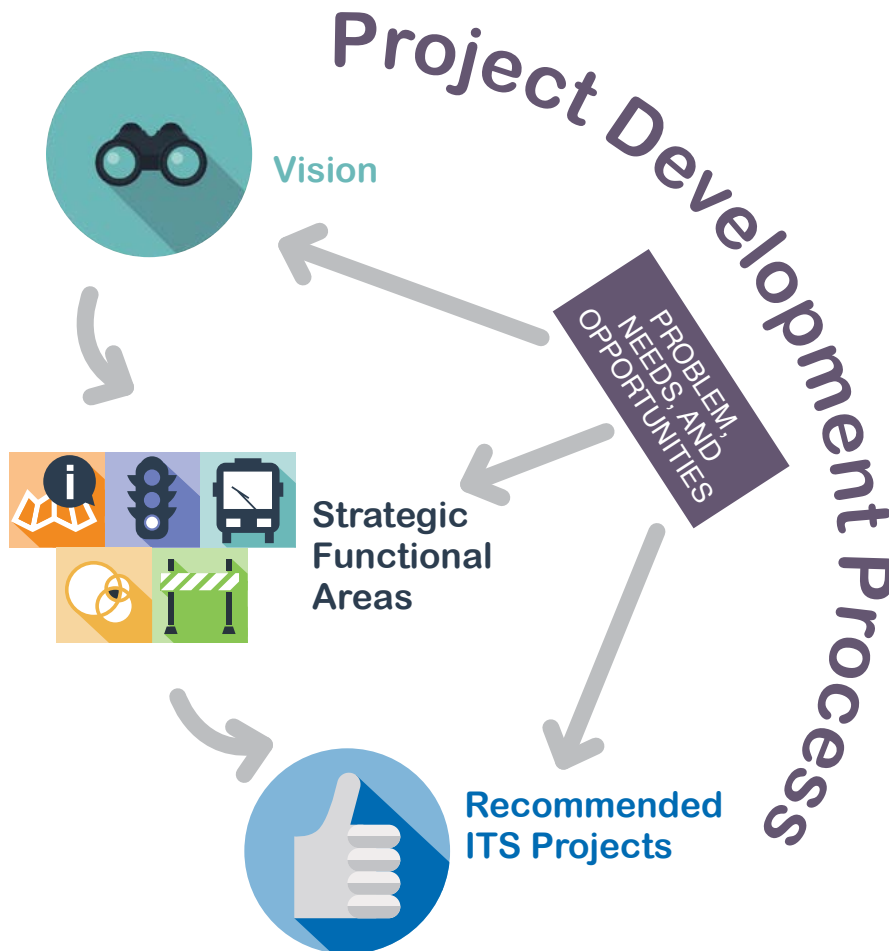 Project Development Process
Vision
PROBLEM,
NEEDS, AND
OPPORTUNITIES
i
Strategic
Functional
Areas
Recommended
ITS Projects